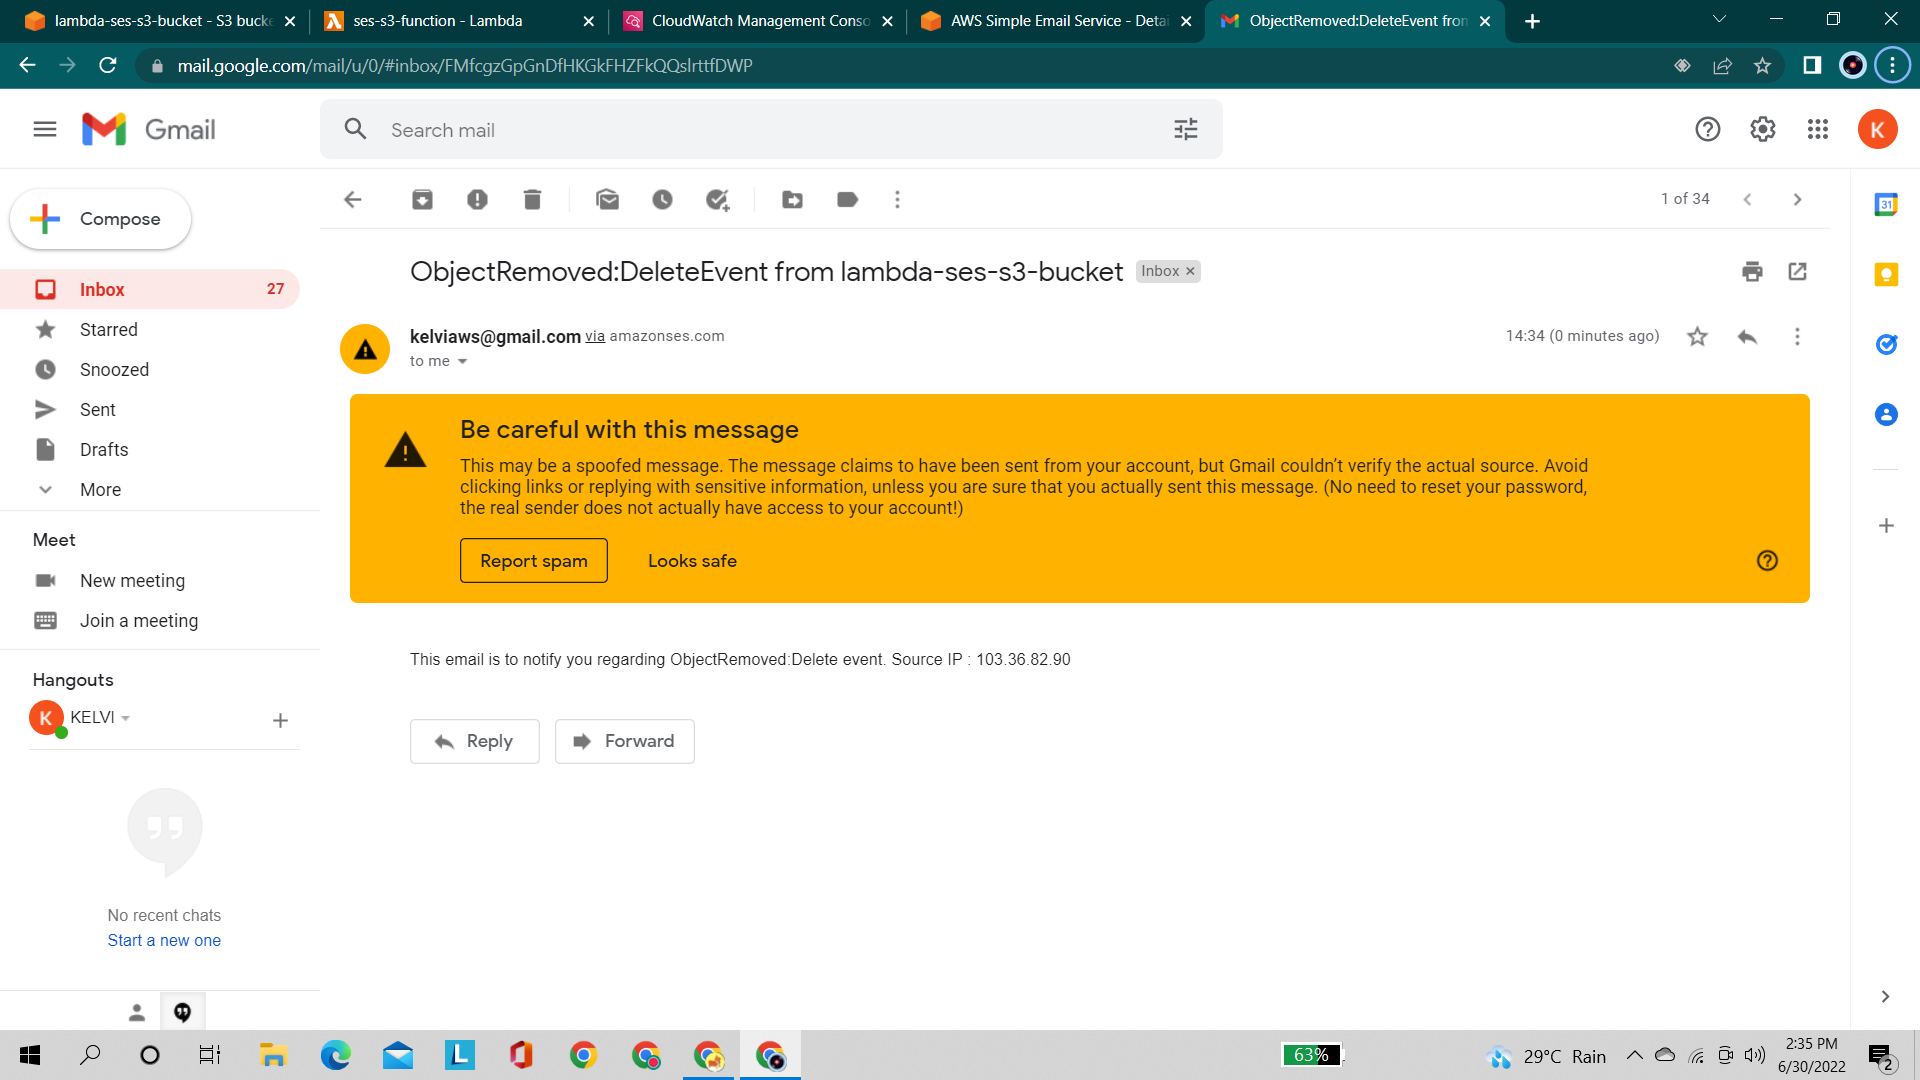 lambda-ses-s3-bucket - S3 bucke
ses-s3-function - Lambda
CloudWatch Management Conso
AWS Simple Email Service - Detai
ObjectRemoved:DeleteEvent from
mail.google.com/mail/u/0/#inbox/FMfcgzGpGnDfHKGkFHZFkQQslrttfDWP
Gmail
Search mail
K
Compose
1 of 34
31
Inbox 27
Starred
Snoozed
Sent
Drafts
More
ObjectRemoved:DeleteEvent from lambda-ses-s3-bucket Inbox ×
kelviaws@gmail.com via amazonses.com
14:34 (0 minutes ago)
to me
Be careful with this message
This may be a spoofed message. The message claims to have been sent from your account, but Gmail couldn't verify the actual source. Avoid
clicking links or replying with sensitive information, unless you are sure that you actually sent this message. (No need to reset your password,
the real sender does not actually have access to your account!)
Report spam
Looks safe
This email is to notify you regarding ObjectRemoved:Delete event. Source IP : 103.36.82.90
Reply
Forward
Meet
New meeting
Join a meeting
Hangouts
K KELVI
No recent chats
Start a new one
L
63%
29°C Rain
2:35 PM
6/30/2022
2